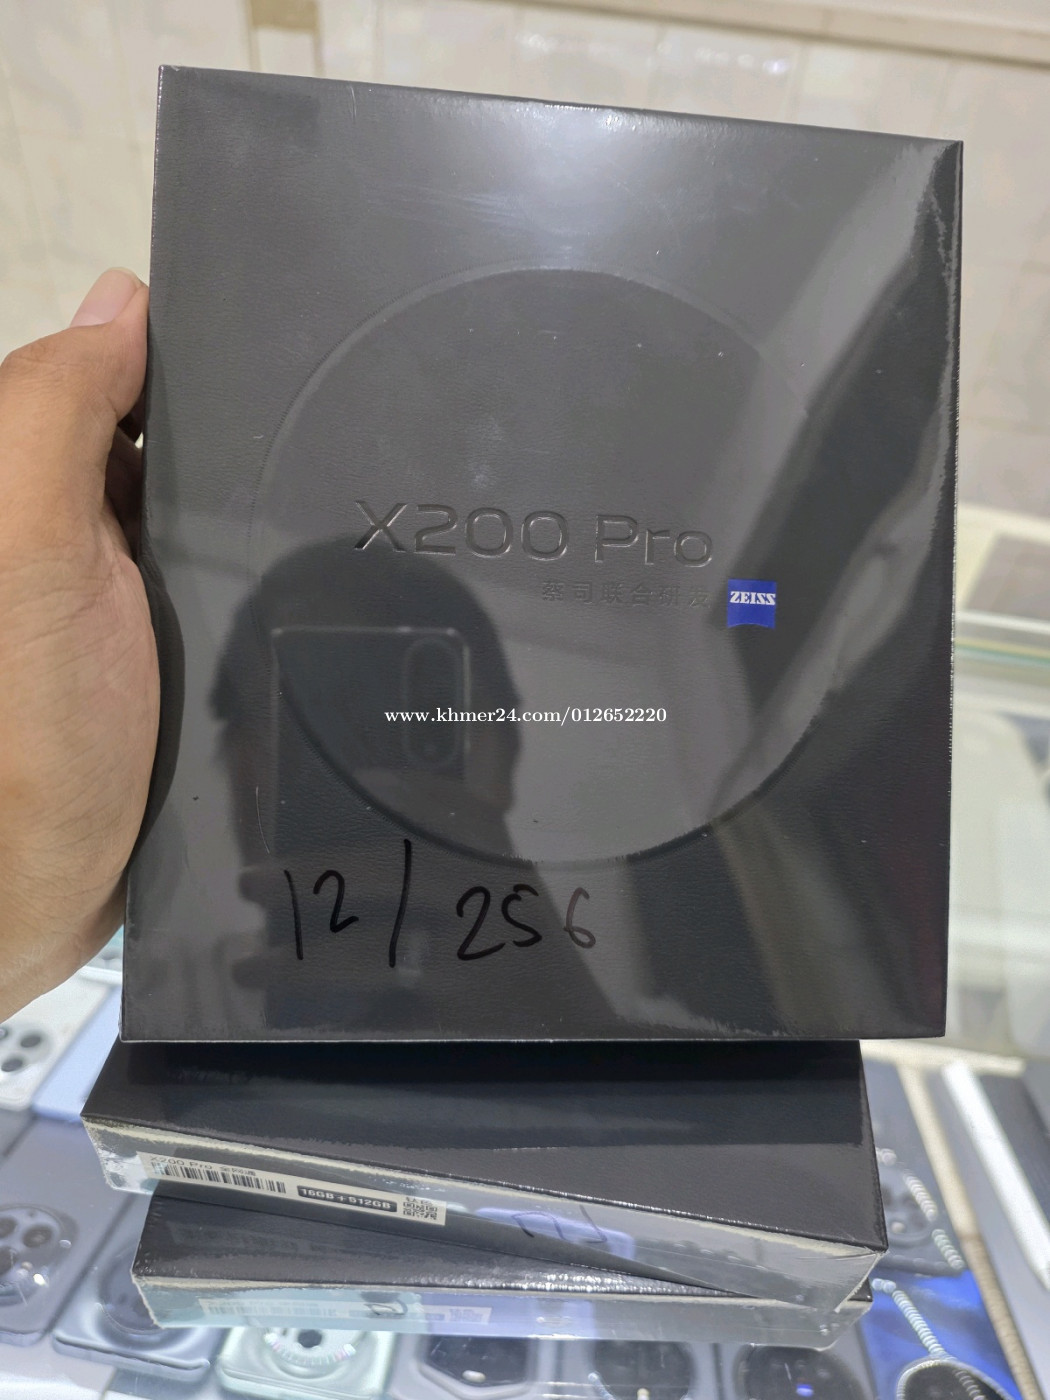 X200 Pro
蔡司联合研发
ZEISS
www.khmer24.com/012652220
12/256
X200 Pro
16GB+512GB